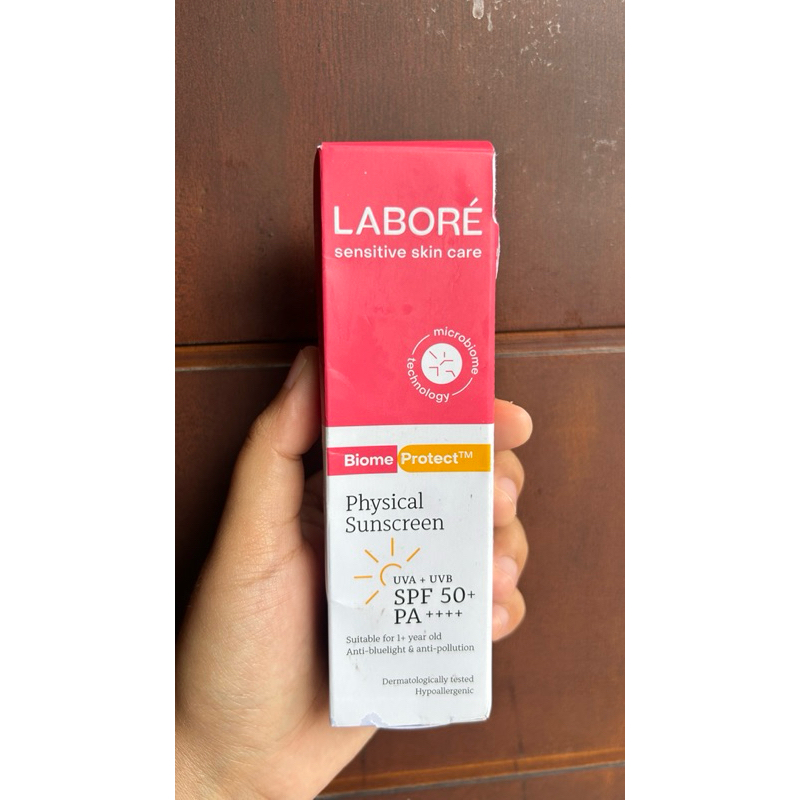 LABORÉ
sensitive skin care
microbiome
technology
Biome Protect™
Physical
Sunscreen
UVA + UVB
SPF 50+
PA ++++
Suitable for 1+ year old
Anti-bluelight & anti-pollution
Dermatologically tested
Hypoallergenic